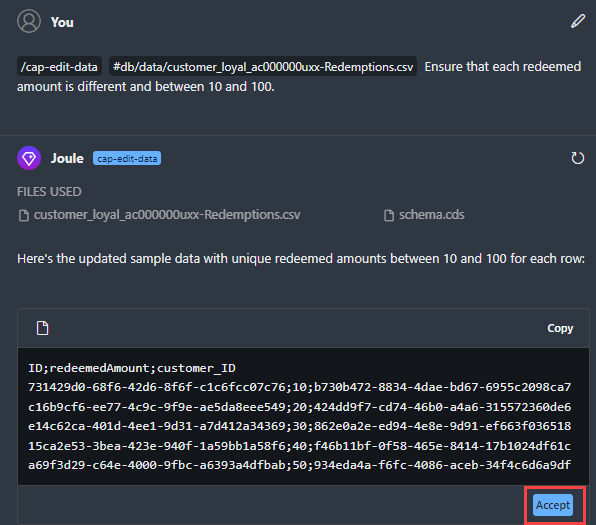 You
/cap-edit-data #db/data/customer_loyal_ac000000uxx-Redemptions.csv Ensure that each redeemed
amount is different and between 10 and 100.
Joule cap-edit-data
FILES USED
customer_loyal_ac000000uxx-Redemptions.csv schema.cds
Here's the updated sample data with unique redeemed amounts between 10 and 100 for each row:
Copy
ID;redeemedAmount;customer_ID
731429d0-68f6-42d6-8f6f-c1c6fcc07c76;10;b730b472-8834-4dae-bd67-6955c2098ca7
c16b9cf6-ee77-4c9c-9f9e-ae5da8eee549;20;424dd9f7-cd74-46b0-a4a6-315572360de6
e14c62ca-401d-4ee1-9d31-a7d412a34369;30;862e0a2e-ed94-4e8e-9d91-ef663f036518
15ca2e53-3bea-423e-940f-1a59bb1a58f6;40;f46b11bf-0f58-465e-8414-17b1024df61c
a69f3d29-c64e-4000-9fbc-a6393a4dfbab;50;934eda4a-f6fc-4086-aceb-34f4c6d6a9df
Accept